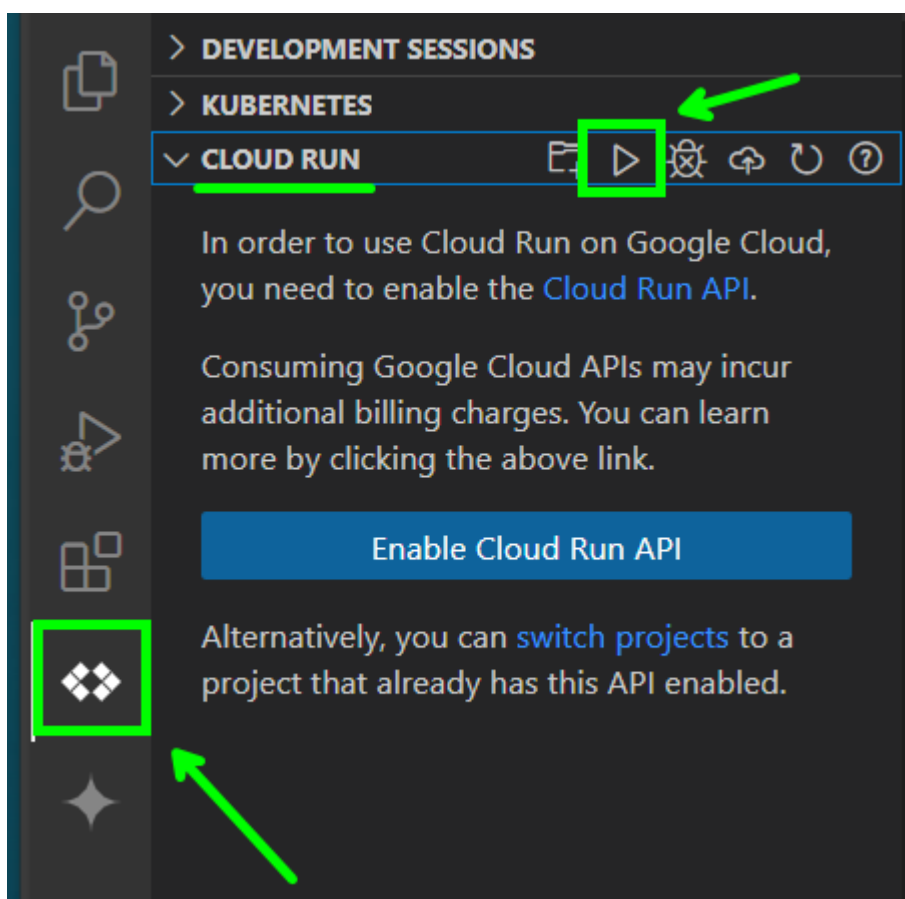 DEVELOPMENT SESSIONS
KUBERNETES
CLOUD RUN
In order to use Cloud Run on Google Cloud,
you need to enable the Cloud Run API.
Consuming Google Cloud APIs may incur
additional billing charges. You can learn
more by clicking the above link.
Enable Cloud Run API
Alternatively, you can switch projects to a
project that already has this API enabled.